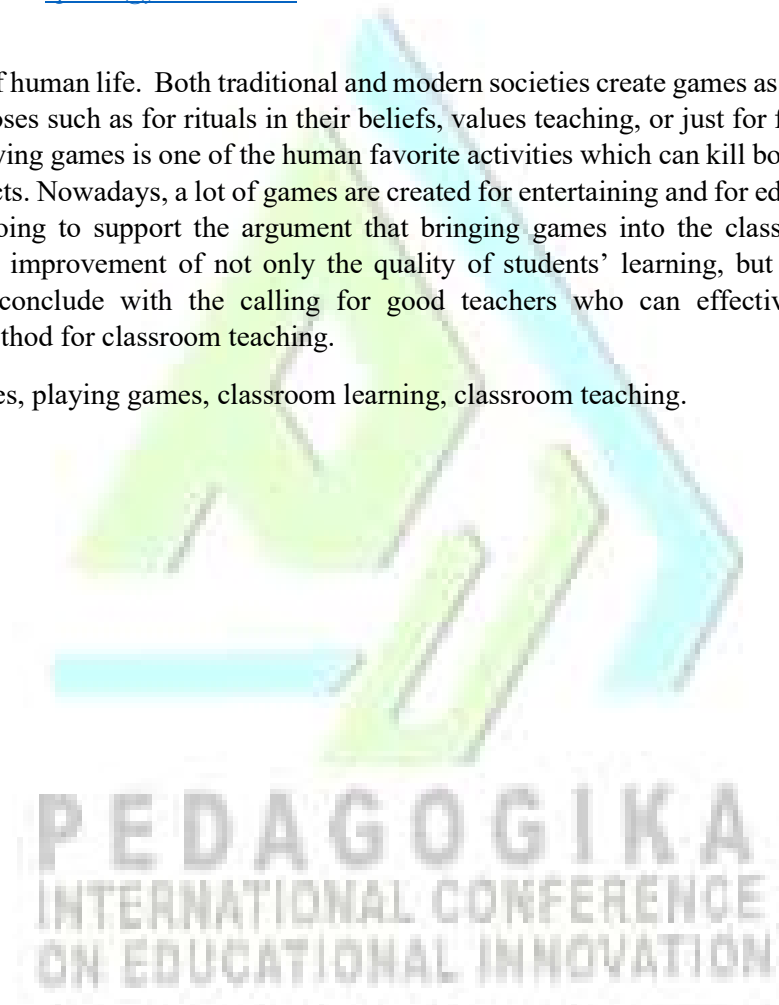 f human life. Both traditional and modern societies create games as
oses such as for rituals in their beliefs, values teaching, or just for f
ying games is one of the human favorite activities which can kill bo
cts. Nowadays, a lot of games are created for entertaining and for ed
oing to support the argument that bringing games into the class
improvement of not only the quality of students’ learning, but
conclude with the calling for good teachers who can effectiv
thod for classroom teaching.
es, playing games, classroom learning, classroom teaching.
PEDAGOGIKA
INTERNATIONAL CONFERENCE
ON EDUCATIONAL INNOVATION